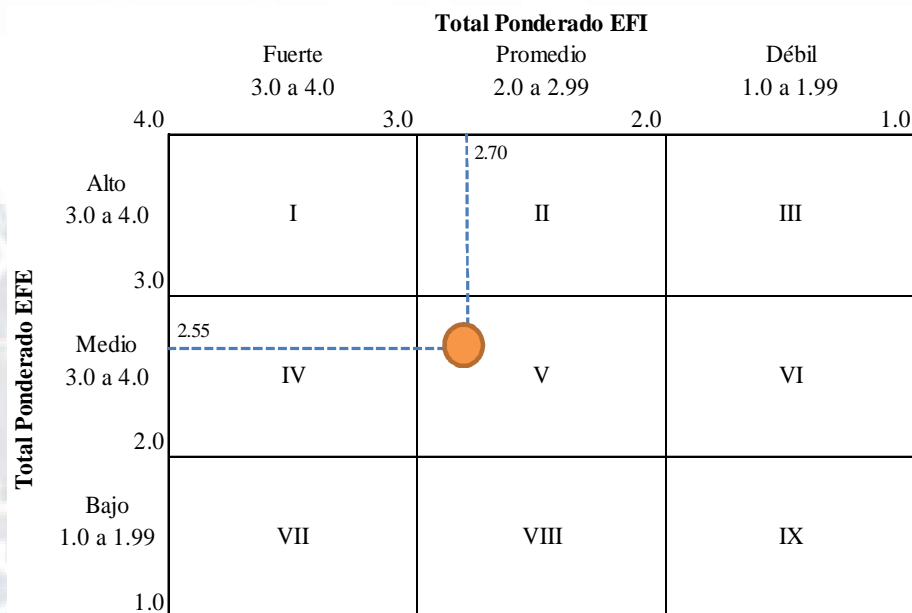 Total Ponderado EFI
Fuerte
3.0 a 4.0
Promedio
2.0 a 2.99
Débil
1.0 a 1.99
4.0
3.0
2.0
1.0
2.70
Alto
3.0 a 4.0
I
II
III
3.0
Total Ponderado EFE
2.55
Medio
3.0 a 4.0
IV
V
VI
2.0
Bajo
1.0 a 1.99
VII
VIII
IX
1.0